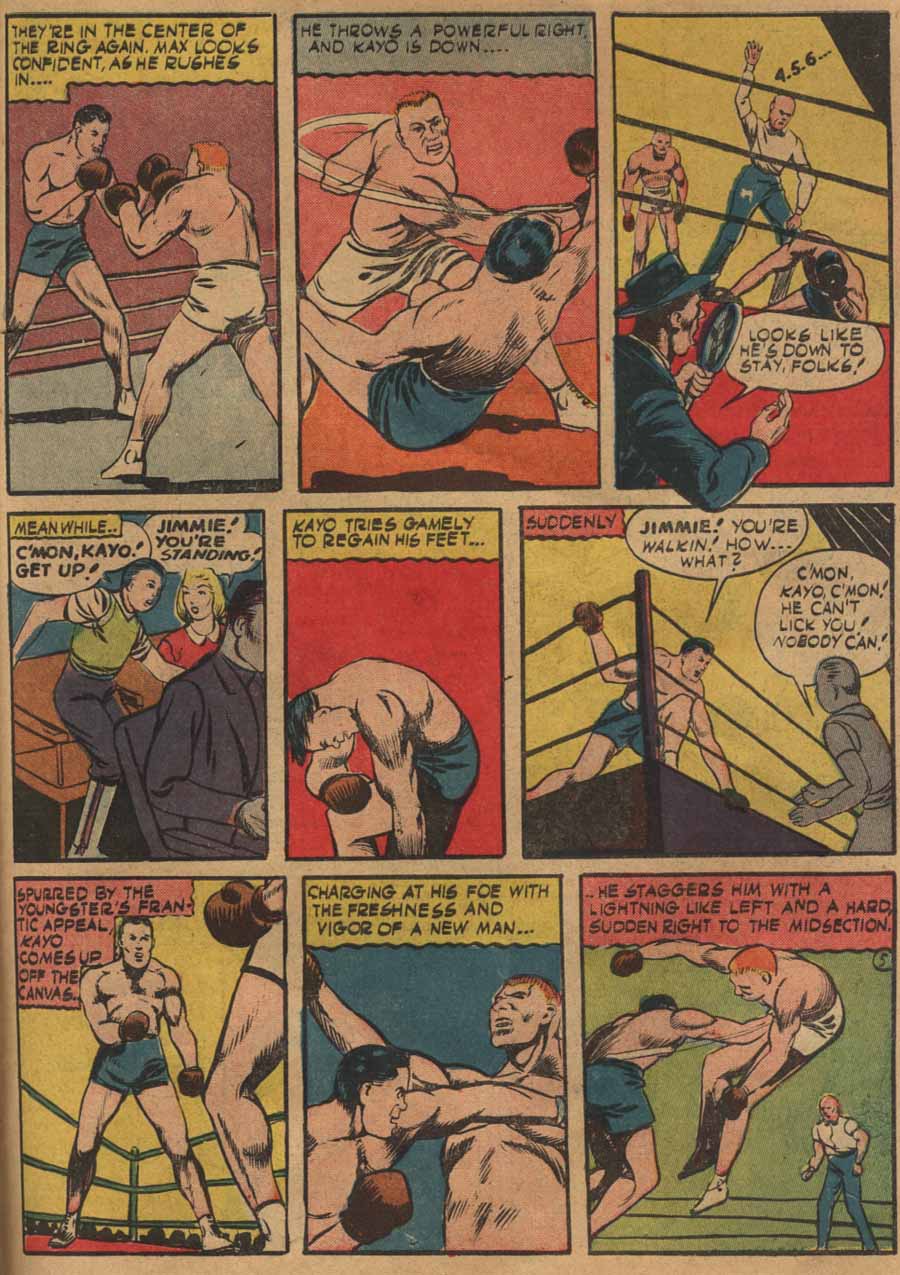 THEY'RE IN THE CENTER OF
THE RING AGAIN. MAX LOOKS
CONFIDENT, AS HE RUSHES
IN....
HE THROWS A POWERFUL RIGHT,
AND KAYO IS DOWN....
4.5.6...
LOOKS LIKE
HE'S DOWN TO
STAY, FOLKS!
MEANWHILE..
C'MON, KAYO!
GET UP!
JIMMIE!
YOU'RE
STANDING!
KAYO TRIES GAMELY
TO REGAIN HIS FEET...
SUDDENLY
JIMMIE! YOU'RE
WALKIN! HOW...
WHAT?
C'MON,
KAYO, C'MON!
HE CAN'T
LICK YOU!
NOBODY CAN!
SPURRED BY THE
YOUNGSTER'S FRAN-
TIC APPEAL,
KAYO
COMES UP
OFF THE
CANVAS..
CHARGING AT HIS FOE WITH
THE FRESHNESS AND
VIGOR OF A NEW MAN...
..HE STAGGERS HIM WITH A
LIGHTNING LIKE LEFT AND A HARD,
SUDDEN RIGHT TO THE MIDSECTION.
5